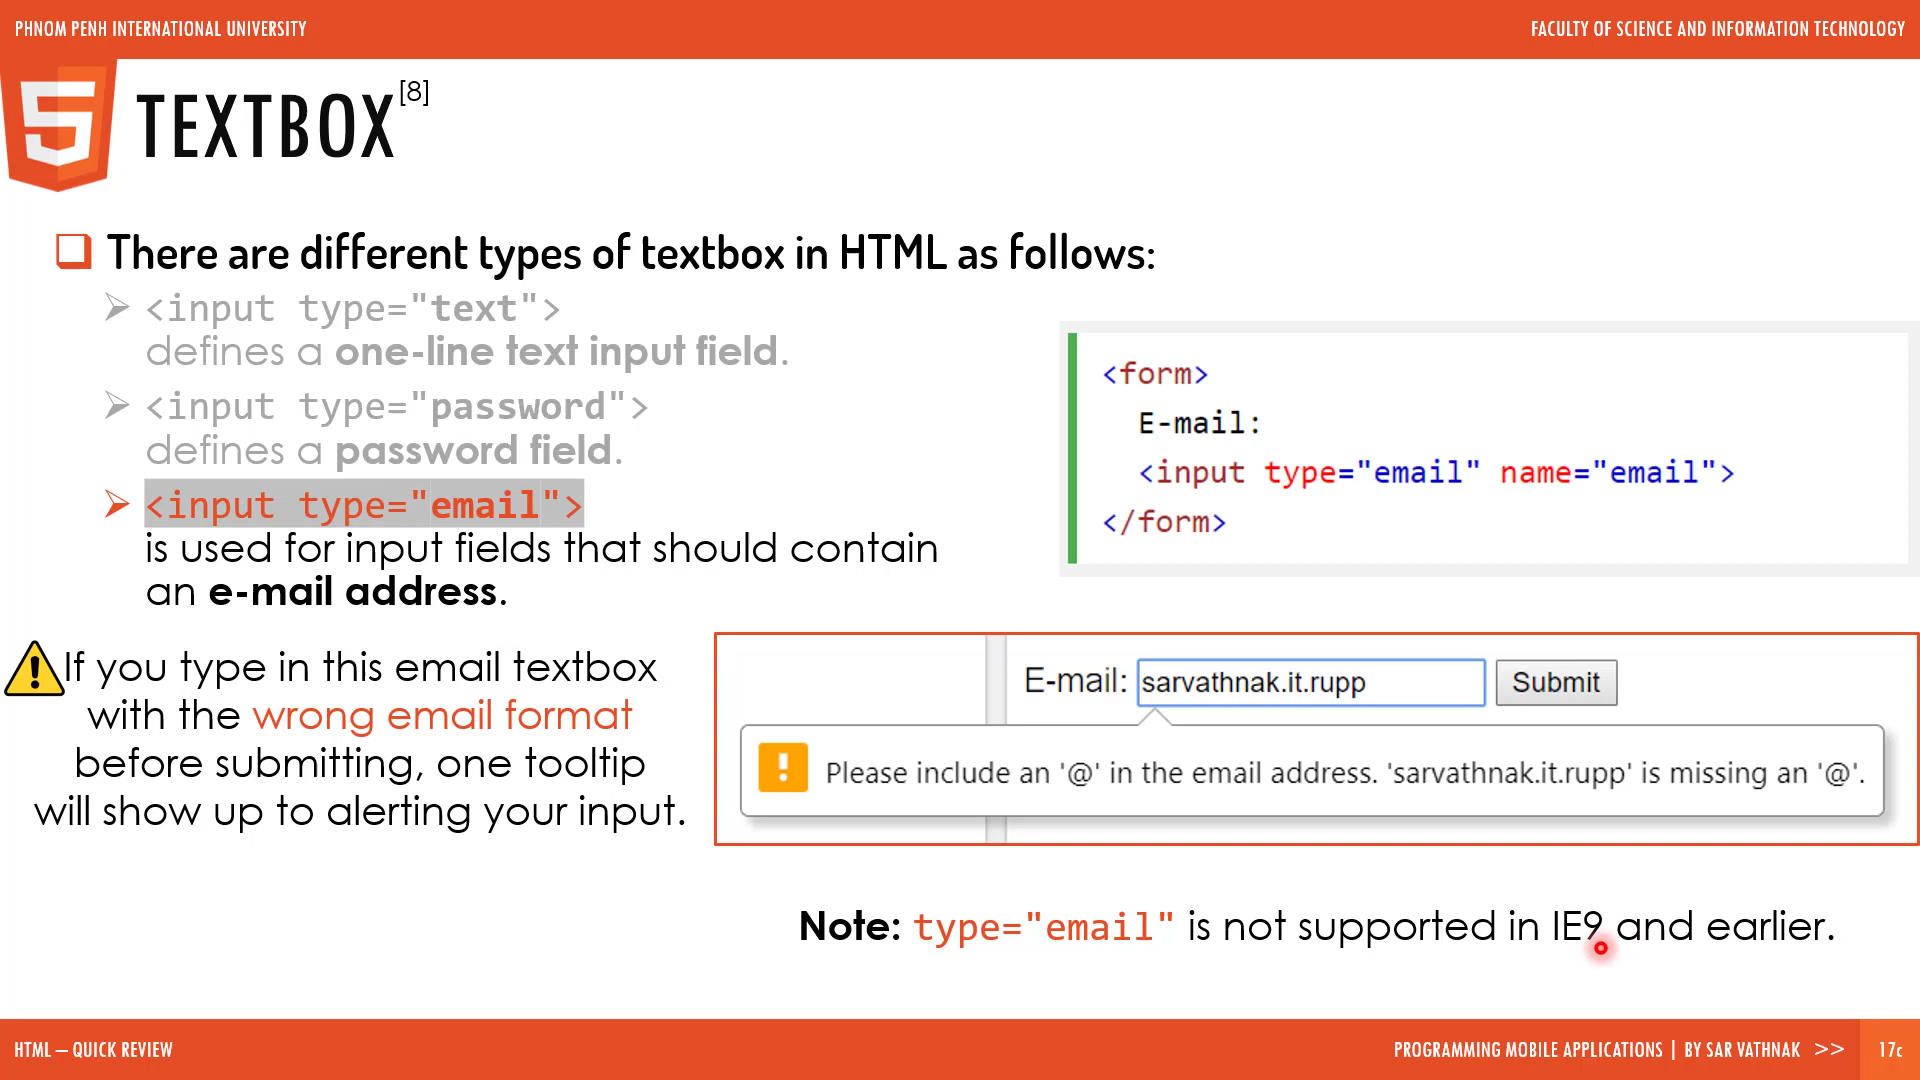 PHNOM PENH INTERNATIONAL UNIVERSITY
FACULTY OF SCIENCE AND INFORMATION TECHNOLOGY
TEXTBOX[8]
There are different types of textbox in HTML as follows:
<input type="text">
defines a one-line text input field.
<input type="password">
defines a password field.
<input type="email">
is used for input fields that should contain
an e-mail address.
<form>
E-mail:
<input type="email" name="email">
</form>
If you type in this email textbox
with the wrong email format
before submitting, one tooltip
will show up to alerting your input.
E-mail: sarvathnak.it.rupp Submit
Please include an '@' in the email address. 'sarvathnak.it.rupp' is missing an '@'.
Note: type="email" is not supported in IE9 and earlier.
HTML — QUICK REVIEW
PROGRAMMING MOBILE APPLICATIONS | BY SAR VATHNAK >> 17c